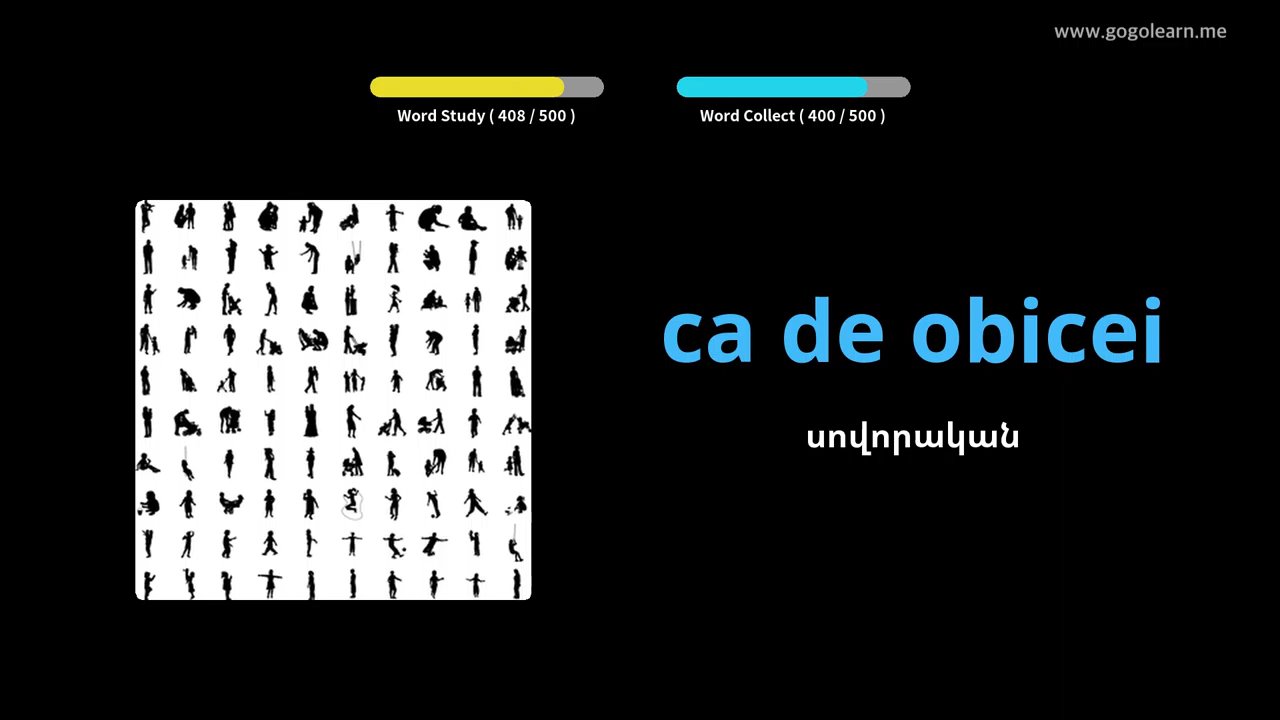 www.gogolearn.me
Word Study ( 408 / 500 )
Word Collect ( 400 / 500 )
ca de obicei
սովորական